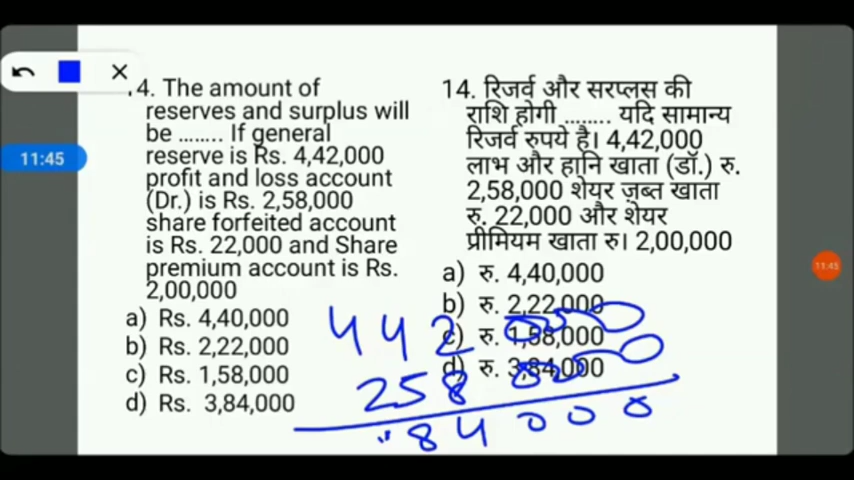 14. The amount of
reserves and surplus will
be ........ If general
reserve is Rs. 4,42,000
profit and loss account
(Dr.) is Rs. 2,58,000
share forfeited account
is Rs. 22,000 and Share
premium account is Rs.
2,00,000
a) Rs. 4,40,000
b) Rs. 2,22,000
c) Rs. 1,58,000
d) Rs. 3,84,000
14. रिजर्व और सरप्लस की
राशि होगी ........ यदि सामान्य
रिजर्व रुपये है। 4,42,000
लाभ और हानि खाता (डॉ.) रु.
2,58,000 शेयर ज़ब्त खाता
रु. 22,000 और शेयर
प्रीमियम खाता रु। 2,00,000
a) रु. 4,40,000
b) रु. 2,22,000
c) रु. 1,58,000
d) रु. 3,84,000
442 000
258 000
84000
11:45
11:45